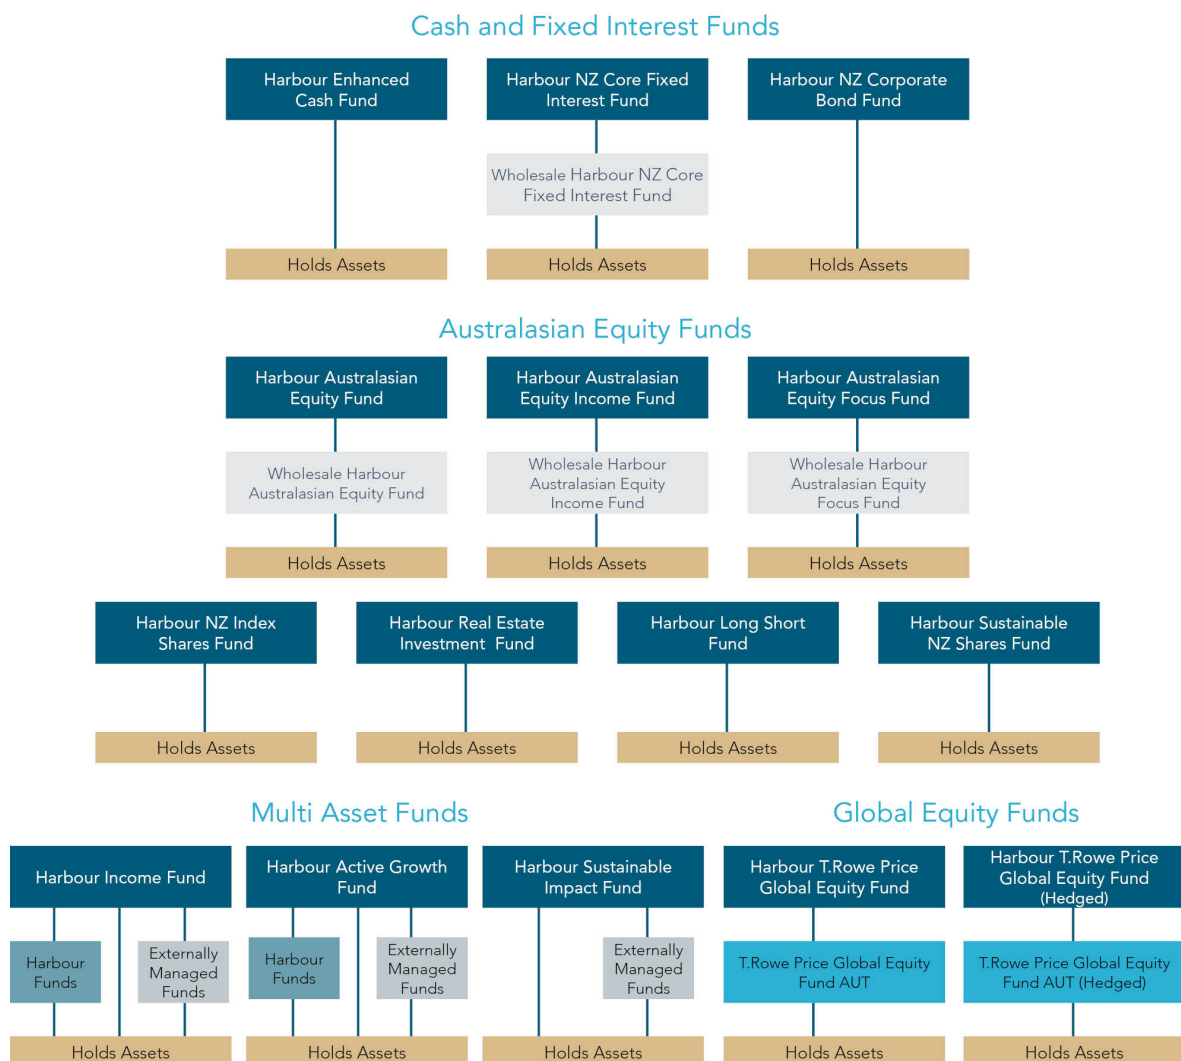 Cash and Fixed Interest Funds
Harbour Enhanced
Cash Fund
Harbour NZ Core Fixed
Interest Fund
Harbour NZ Corporate
Bond Fund
Wholesale Harbour NZ Core
Fixed Interest Fund
Holds Assets
Holds Assets
Holds Assets
Australasian Equity Funds
Harbour Australasian
Equity Fund
Harbour Australasian
Equity Income Fund
Harbour Australasian
Equity Focus Fund
Wholesale Harbour
Australasian Equity Fund
Wholesale Harbour
Australasian Equity
Income Fund
Wholesale Harbour
Australasian Equity
Focus Fund
Holds Assets
Holds Assets
Holds Assets
Harbour NZ Index
Shares Fund
Harbour Real Estate
Investment Fund
Harbour Long Short
Fund
Harbour Sustainable
NZ Shares Fund
Holds Assets
Holds Assets
Holds Assets
Holds Assets
Multi Asset Funds
Harbour Income Fund
Harbour Active Growth
Fund
Harbour Sustainable
Impact Fund
Harbour
Funds
Externally
Managed
Funds
Harbour
Funds
Externally
Managed
Funds
Externally
Managed
Funds
Holds Assets
Holds Assets
Holds Assets
Global Equity Funds
Harbour T.Rowe Price
Global Equity Fund
Harbour T.Rowe Price
Global Equity Fund
(Hedged)
T.Rowe Price Global Equity
Fund AUT
T.Rowe Price Global Equity
Fund AUT (Hedged)
Holds Assets
Holds Assets